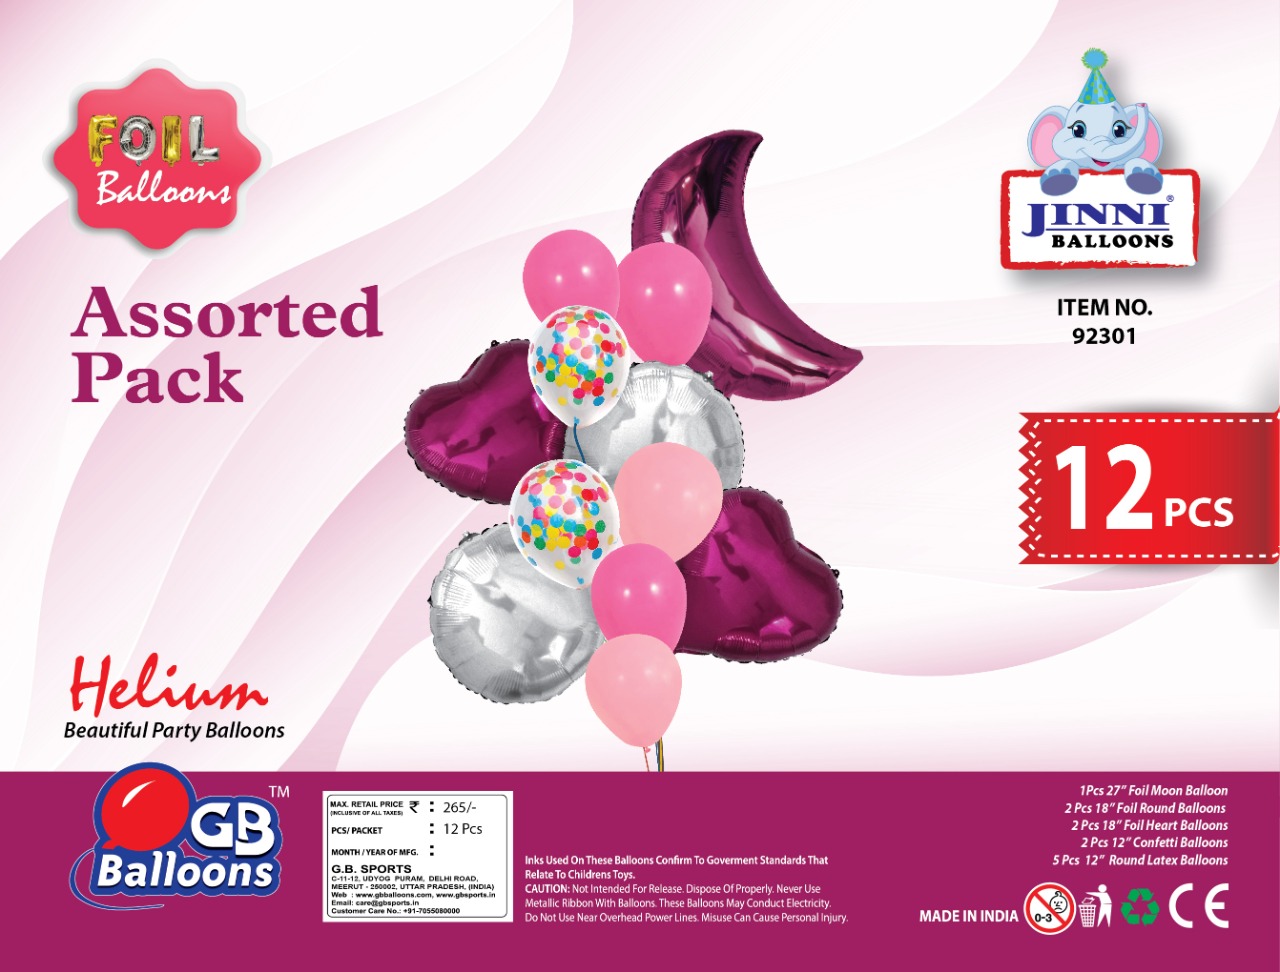 FOIL
Balloons
JINNI®
BALLOONS
ITEM NO.
92301
Assorted
Pack
12 PCS
Helium
Beautiful Party Balloons
GB TM
Balloons
MAX. RETAIL PRICE ₹ : 265/-
(INCLUSIVE OF ALL TAXES)
PCS/ PACKET : 12 Pcs
MONTH / YEAR OF MFG. :
G.B. SPORTS
C-11-12, UDYOG PURAM, DELHI ROAD,
MEERUT - 250002, UTTAR PRADESH, (INDIA)
Web : www.gbballoons.com, www.gbsports.in
Email: care@gbsports.in
Customer Care No.: +91-7055080000
Inks Used On These Balloons Confirm To Goverment Standards That
Relate To Childrens Toys.
CAUTION: Not Intended For Release. Dispose Of Properly. Never Use
Metallic Ribbon With Balloons. These Balloons May Conduct Electricity.
Do Not Use Near Overhead Power Lines. Misuse Can Cause Personal Injury.
1Pcs 27” Foil Moon Balloon
2 Pcs 18” Foil Round Balloons
2 Pcs 18” Foil Heart Balloons
2 Pcs 12” Confetti Balloons
5 Pcs 12” Round Latex Balloons
MADE IN INDIA
0-3
CE